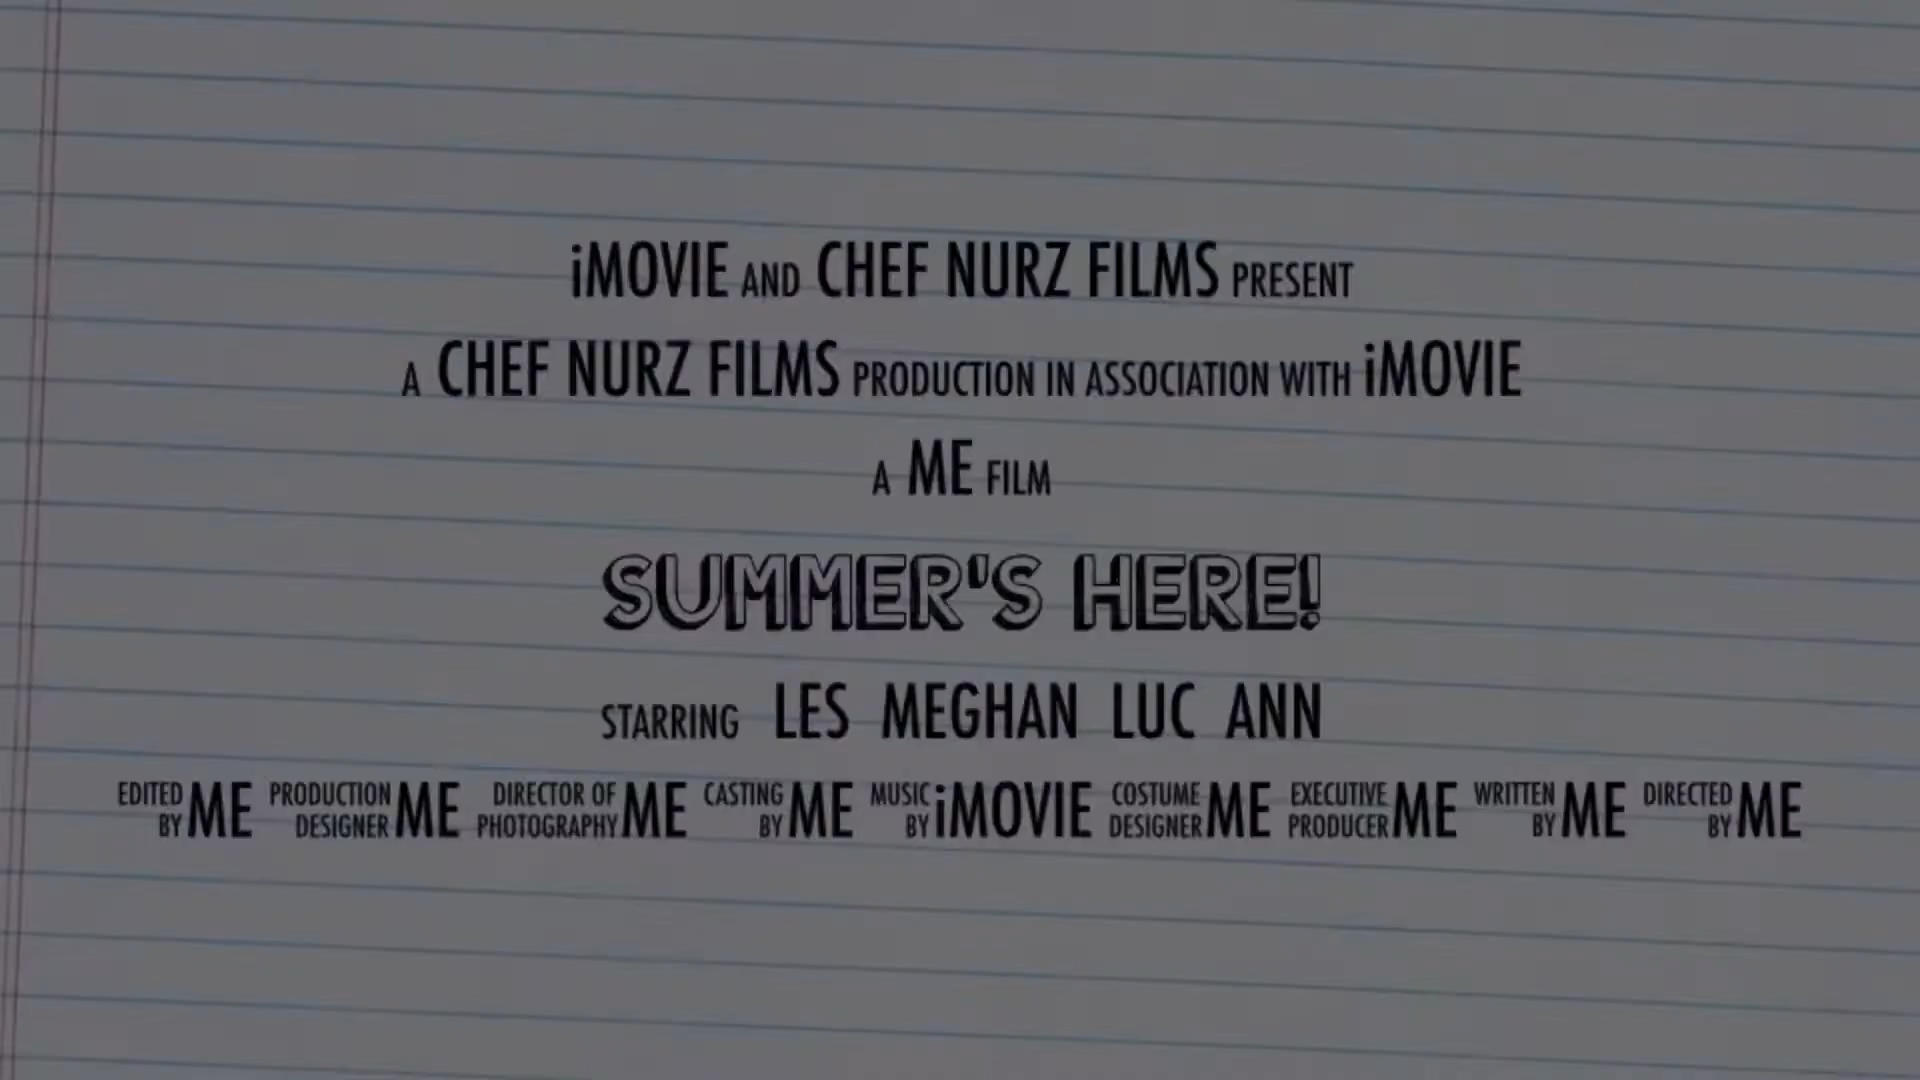 iMOVIE AND CHEF NURZ FILMS PRESENT
A CHEF NURZ FILMS PRODUCTION IN ASSOCIATION WITH iMOVIE
A ME FILM
SUMMER'S HERE!
STARRING LES MEGHAN LUC ANN
EDITED BY ME PRODUCTION DESIGNER ME DIRECTOR OF PHOTOGRAPHY ME CASTING BY ME MUSIC BY iMOVIE COSTUME DESIGNER ME EXECUTIVE PRODUCER ME WRITTEN BY ME DIRECTED BY ME